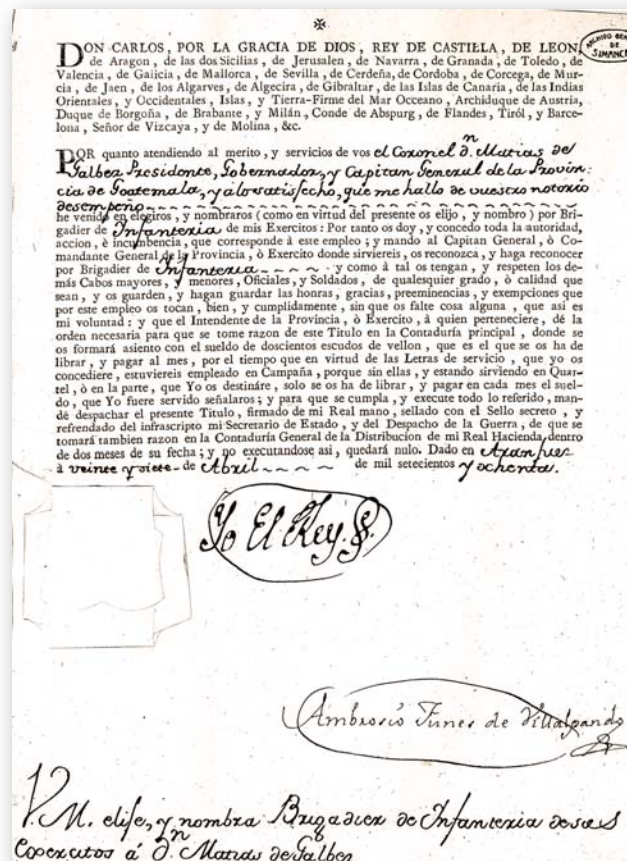 ✠
ARCHIVO GEN
DE
SIMANCA
DON CARLOS, POR LA GRACIA DE DIOS, REY DE CASTILLA, DE LEON,
de Aragon, de las dos Sicilias, de Jerusalen, de Navarra, de Granada, de Toledo, de
Valencia, de Galicia, de Mallorca, de Sevilla, de Cerdeña, de Cordoba, de Corcega, de Mur-
cia, de Jaen, de los Algarves, de Algecira, de Gibraltar, de las Islas de Canaria, de las Indias
Orientales, y Occidentales, Islas, y Tierra-Firme del Mar Occeano, Archiduque de Austria,
Duque de Borgoña, de Brabante, y Milán, Conde de Abspurg, de Flandes, Tiról, y Barce-
lona, Señor de Vizcaya, y de Molina, &c.
POR quanto atendiendo al merito, y servicios de vos el Coronel dn. Matias de
Galbez Presidente, Gobernador, y Capitan General de la Provin=
cia de Goatemala, y alo satisfecho, que me hallo de vuestro notorio
desempeño
he venido en elegiros, y nombraros (como en virtud del presente os elijo, y nombro) por Bri-
gadier de Infanteria de mis Exercitos: Por tanto os doy, y concedo toda la autoridad,
accion, è incumbencia, que corresponde à este empleo; y mando al Capitan General, ò Co-
mandante General de la Provincia, ò Exercito donde sirviereis, os reconozca, y haga reconocer
por Brigadier de Infanteria y como à tal os tengan, y respeten los de-
más Cabos mayores, y menores, Oficiales, y Soldados, de qualesquier grado, ò calidad que
sean, y os guarden, y hagan guardar las honras, gracias, preeminencias, y exempciones que
por este empleo os tocan, bien, y cumplidamente, sin que os falte cosa alguna, que asi es
mi voluntad: y que el Intendente de la Provincia, ò Exercito, à quien perteneciere, dé la
orden necesaria para que se tome razon de este Titulo en la Contaduría principal, donde se
os formará asiento con el sueldo de doscientos escudos de vellon, que es el que se os ha de
librar, y pagar al mes, por el tiempo que en virtud de las Letras de servicio, que yo os
concediere, estuviereis empleado en Campaña, porque sin ellas, y estando sirviendo en Quar-
tel, ò en la parte, que Yo os destináre, solo se os ha de librar, y pagar en cada mes el suel-
do, que Yo fuere servido señalaros; y para que se cumpla, y execute todo lo referido, man-
dé despachar el presente Titulo, firmado de mi Real mano, sellado con el Sello secreto, y
refrendado del infrascripto mi Secretario de Estado, y del Despacho de la Guerra, de que se
tomará tambien razon en la Contaduría General de la Distribucion de mi Real Hacienda, dentro
de dos meses de su fecha; y no executandose asi, quedará nulo. Dado en Aranjuez
à veinte y siete de Abril de mil setecientos y ochenta.
Yo El Rey
Ambrosio Funes de Villalpando
V.M. elije, y nombra Brigadier de Infanteria de sus
Exercitos á dn. Matias de Galbez